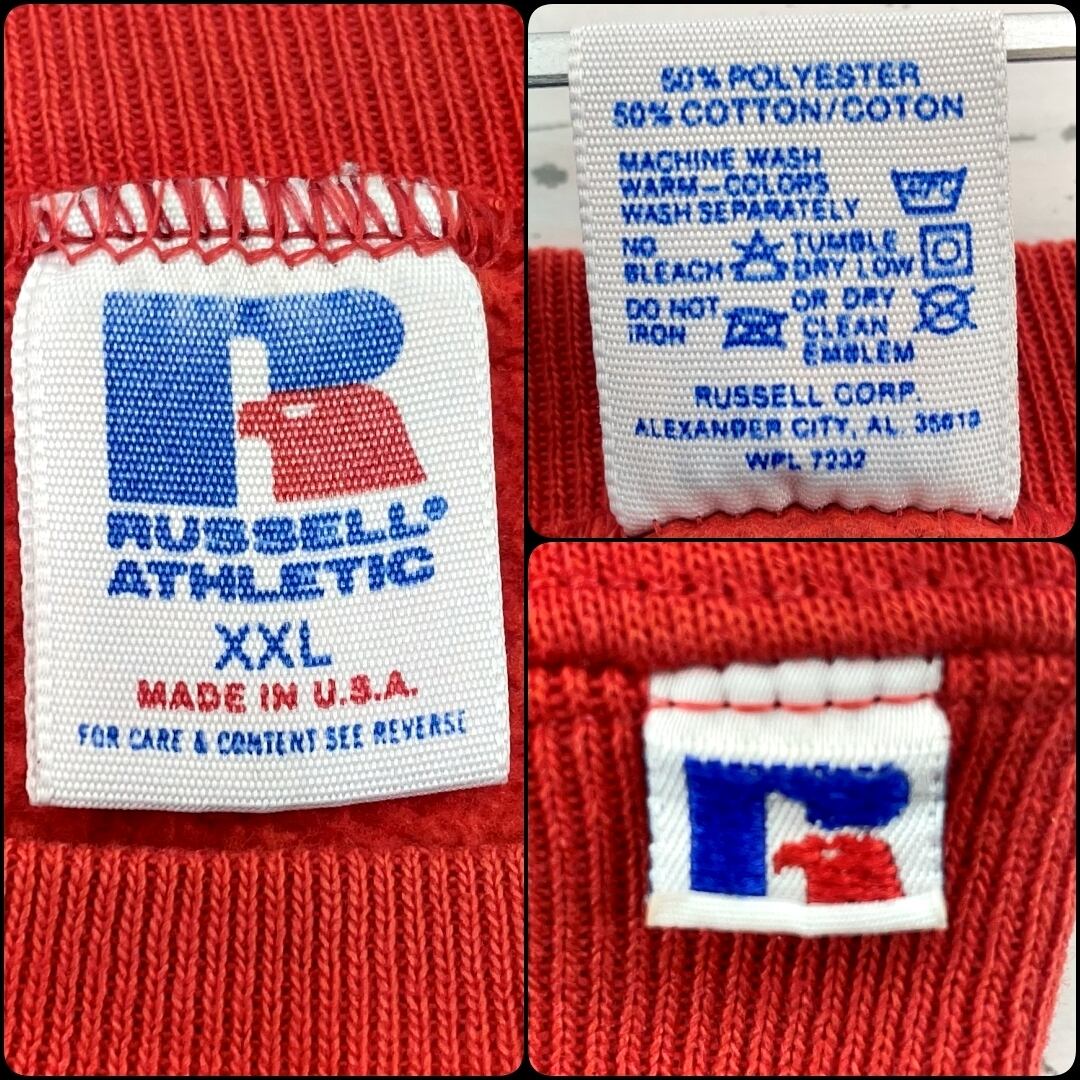 RUSSELL®
ATHLETIC
XXL
MADE IN U.S.A.
FOR CARE & CONTENT SEE REVERSE
50% POLYESTER
50% COTTON/COTON
MACHINE WASH
WARM-COLORS
WASH SEPARATELY
NO BLEACH
TUMBLE DRY LOW
DO NOT IRON
OR DRY CLEAN EMBLEM
RUSSELL CORP.
ALEXANDER CITY, AL. 35010
WPL 7232